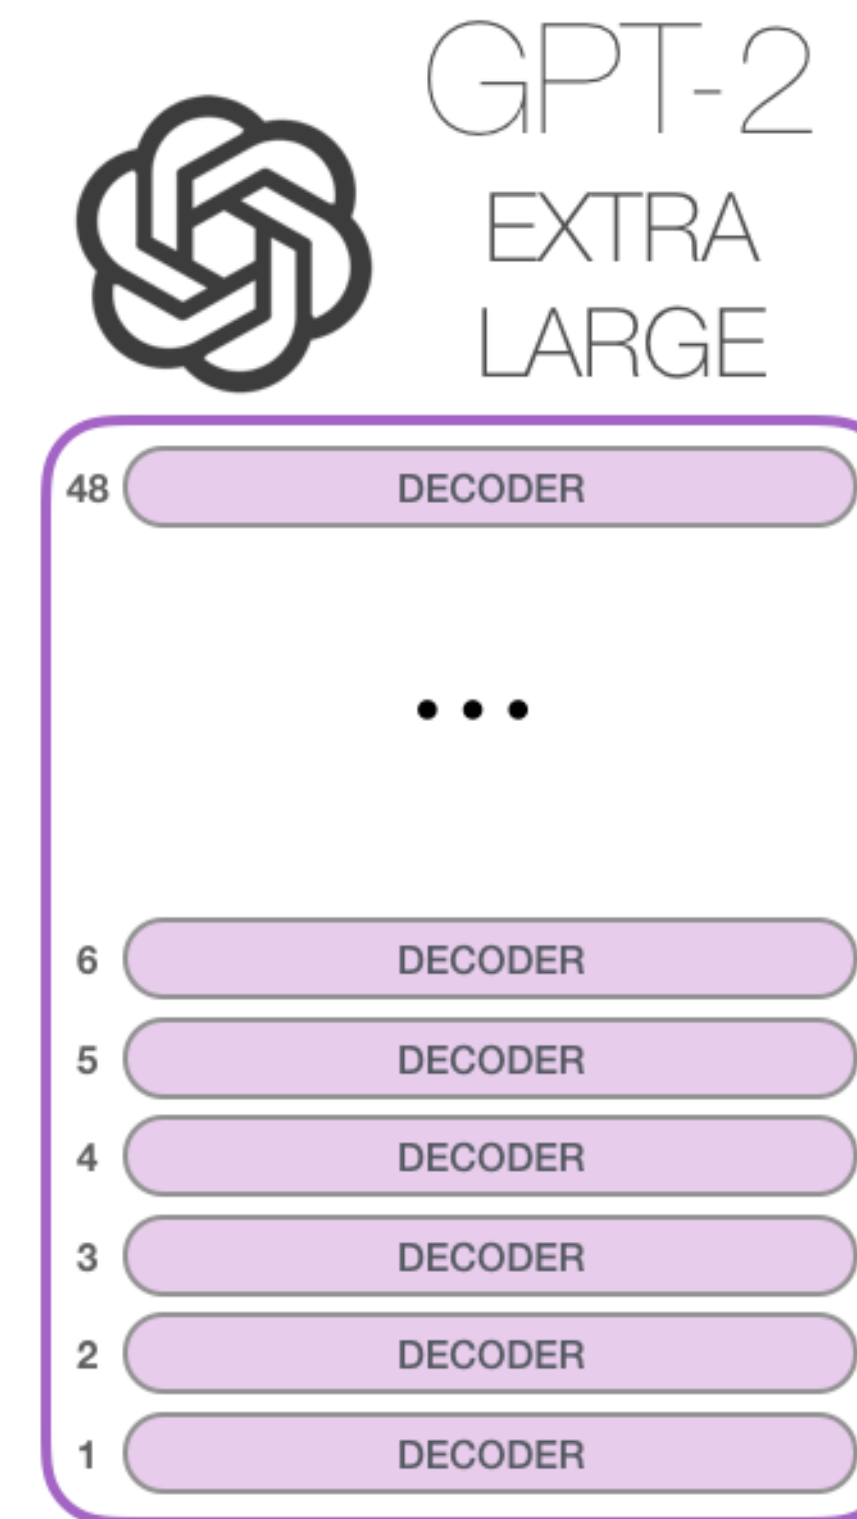 GPT-2
EXTRA
LARGE
48 DECODER
• • •
6 DECODER
5 DECODER
4 DECODER
3 DECODER
2 DECODER
1 DECODER